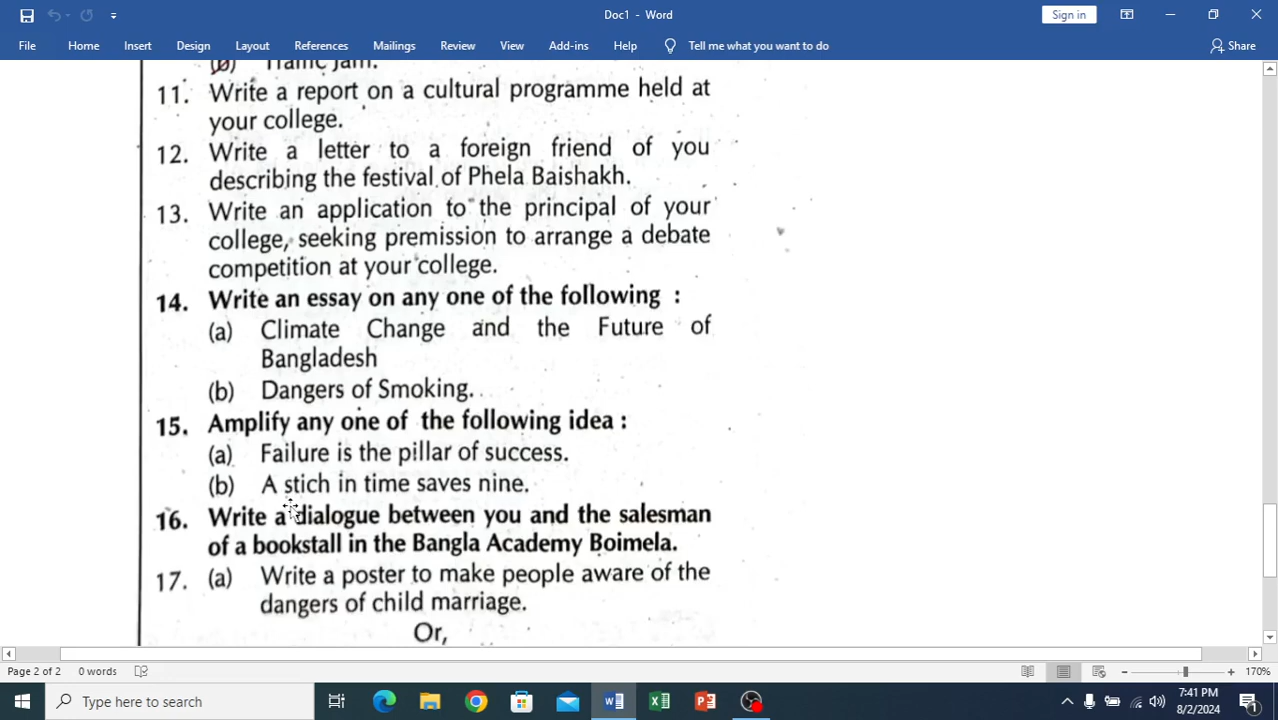 Doc1 - Word
Sign in
File Home Insert Design Layout References Mailings Review View Add-ins Help Tell me what you want to do Share
Traffic Jam.
11. Write a report on a cultural programme held at
your college.
12. Write a letter to a foreign friend of you
describing the festival of Phela Baishakh.
13. Write an application to the principal of your
college, seeking premission to arrange a debate
competition at your college.
14. Write an essay on any one of the following :
(a) Climate Change and the Future of
Bangladesh
(b) Dangers of Smoking.
15. Amplify any one of the following idea :
(a) Failure is the pillar of success.
(b) A stich in time saves nine.
16. Write a dialogue between you and the salesman
of a bookstall in the Bangla Academy Boimela.
17. (a) Write a poster to make people aware of the
dangers of child marriage.
Or,
Page 2 of 2 0 words 170%
Type here to search
7:41 PM
8/2/2024